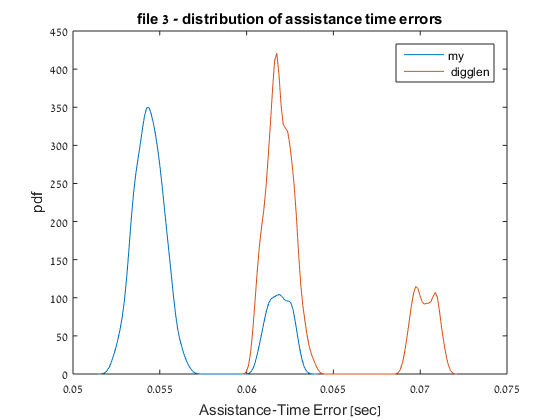 file 3 - distribution of assistance time errors
450
400
350
300
250
200
150
100
50
0
pdf
my
digglen
0.05 0.055 0.06 0.065 0.07 0.075
Assistance-Time Error [sec]